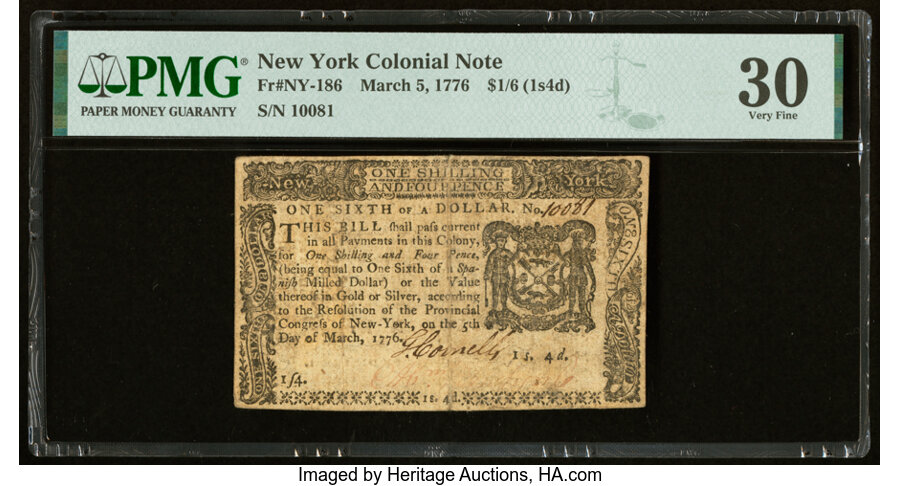 PMG®
PAPER MONEY GUARANTY
New York Colonial Note
Fr#NY-186 March 5, 1776 $1/6 (1s4d)
S/N 10081
30
Very Fine
New
ONE SHILLING
AND FOUR PENCE
York
ONE SIXTH OF A DOLLAR. No. 10081
THIS BILL ſhall paſs current
in all Payments in this Colony,
for One Shilling and Four Pence,
(being equal to One Sixth of a Spa-
niſh Milled Dollar) or the Value
thereof in Gold or Silver, according
to the Reſolution of the Provincial
Congreſs of New-York, on the 5th
Day of March, 1776.
Cornell
1s. 4d.
1/4.
1s. 4d.
Imaged by Heritage Auctions, HA.com